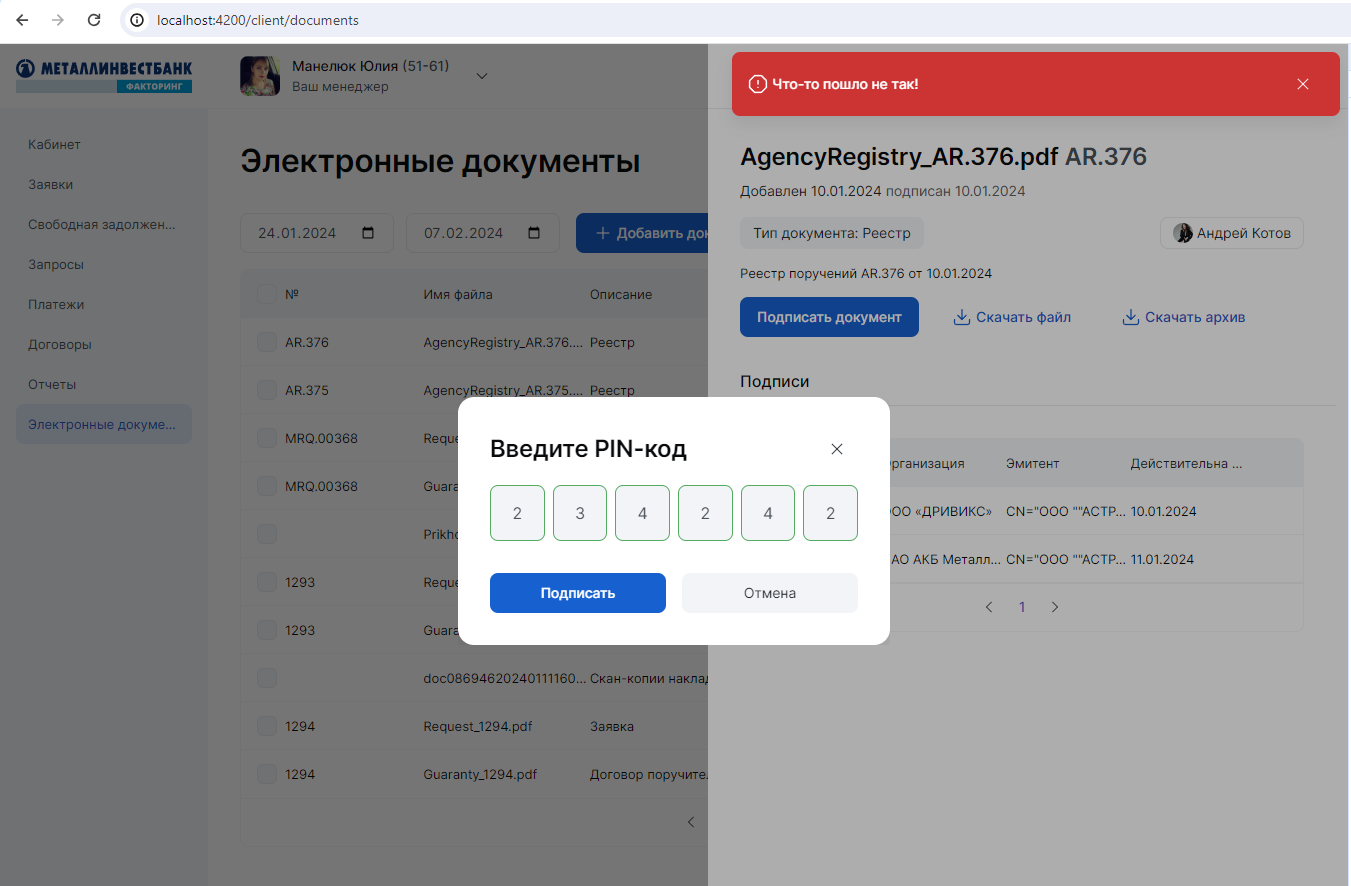 localhost:4200/client/documents
МЕТАЛЛИНВЕСТБАНК
ФАКТОРИНГ
Манелюк Юлия (51-61)
Ваш менеджер
Что-то пошло не так!
Кабинет
Заявки
Свободная задолжен...
Запросы
Платежи
Договоры
Отчеты
Электронные докуме...
Электронные документы
24.01.2024
07.02.2024
Добавить док
№ Имя файла Описание
AR.376 AgencyRegistry_AR.376.... Реестр
AR.375 AgencyRegistry_AR.375.... Реестр
MRQ.00368 Reque
MRQ.00368 Guara
Prikho
1293 Reque
1293 Guara
doc08694620240111160... Скан-копии наклад
1294 Request_1294.pdf Заявка
1294 Guaranty_1294.pdf Договор поручите
AgencyRegistry_AR.376.pdf AR.376
Добавлен 10.01.2024 подписан 10.01.2024
Тип документа: Реестр
Андрей Котов
Реестр поручений AR.376 от 10.01.2024
Подписать документ
Скачать файл
Скачать архив
Подписи
рганизация Эмитент Действительна ...
ОО «ДРИВИКС» CN="ООО ""АСТР... 10.01.2024
АО АКБ Металл... CN="ООО ""АСТР... 11.01.2024
1
Введите PIN-код
2 3 4 2 4 2
Подписать
Отмена